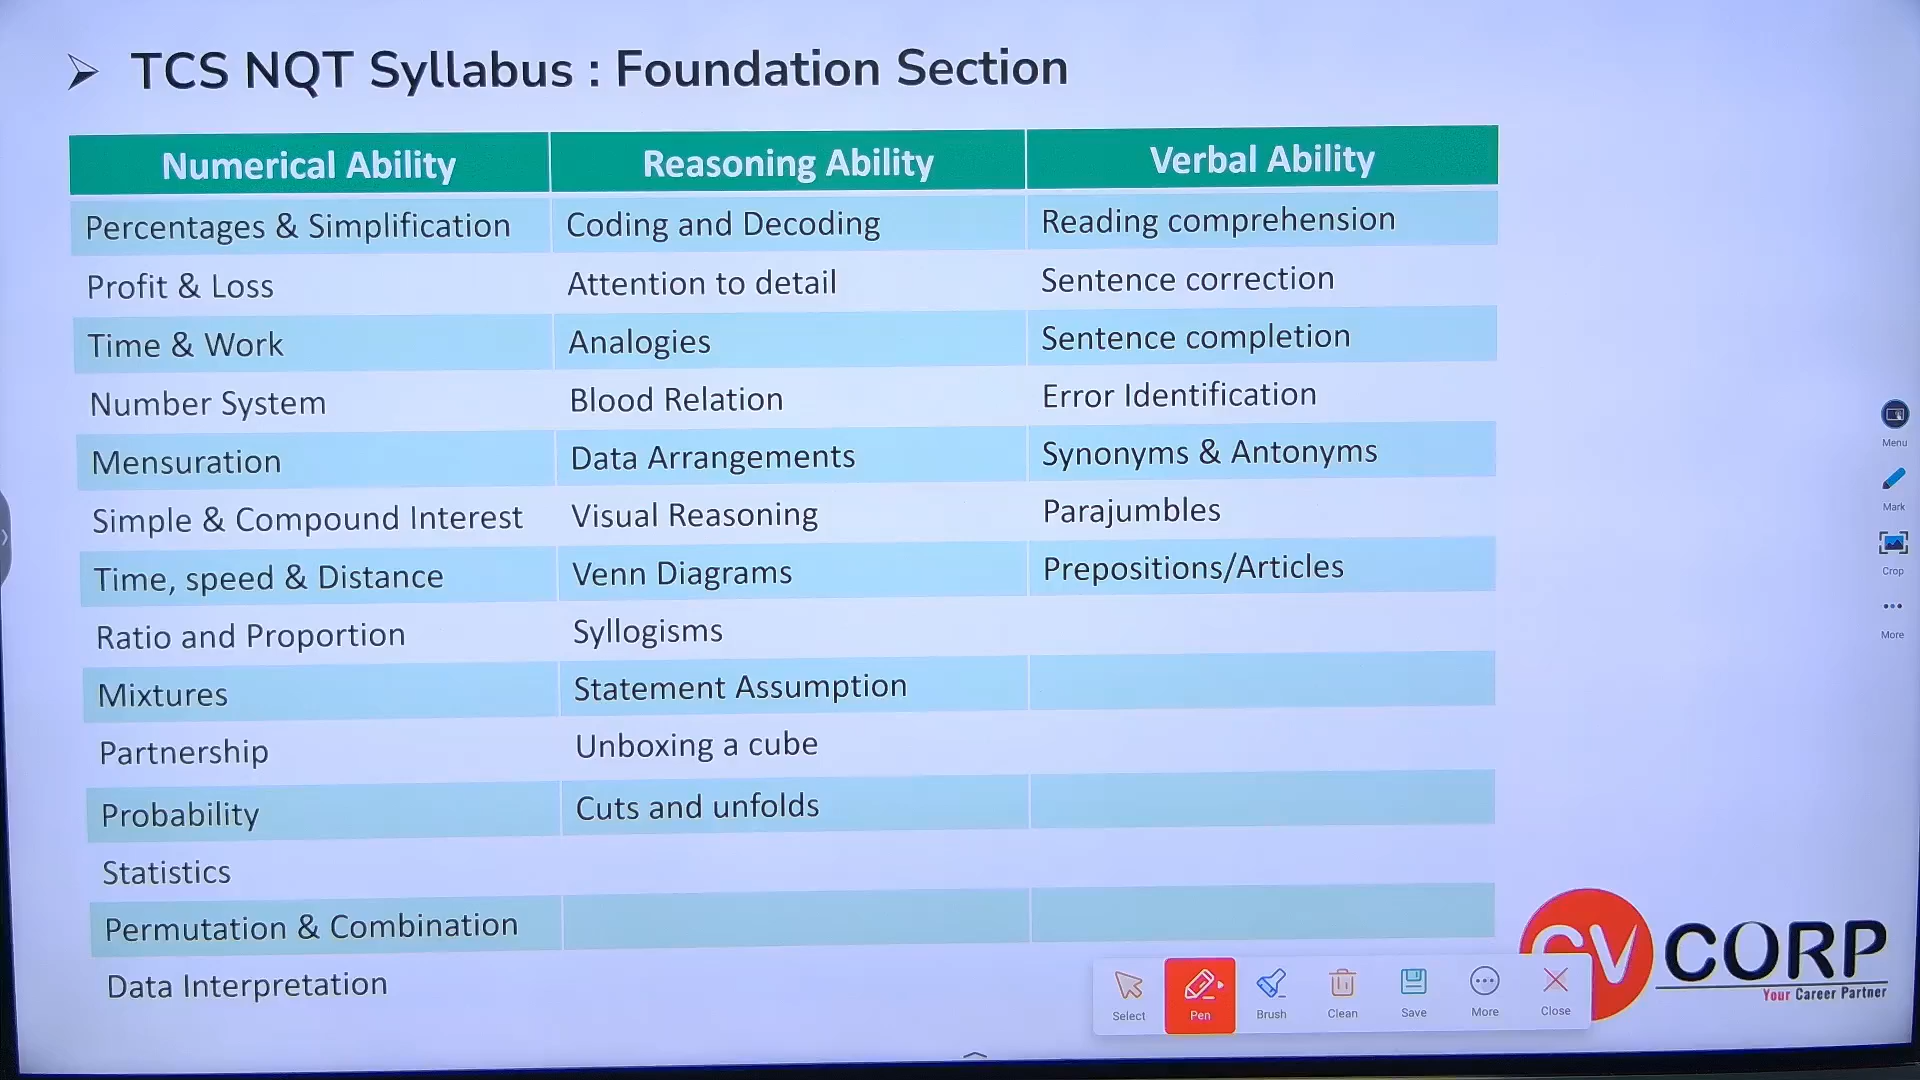 TCS NQT Syllabus : Foundation Section
Numerical Ability Reasoning Ability Verbal Ability
Percentages & Simplification Coding and Decoding Reading comprehension
Profit & Loss Attention to detail Sentence correction
Time & Work Analogies Sentence completion
Number System Blood Relation Error Identification
Mensuration Data Arrangements Synonyms & Antonyms
Simple & Compound Interest Visual Reasoning Parajumbles
Time, speed & Distance Venn Diagrams Prepositions/Articles
Ratio and Proportion Syllogisms
Mixtures Statement Assumption
Partnership Unboxing a cube
Probability Cuts and unfolds
Statistics
Permutation & Combination
Data Interpretation
Menu
Mark
Crop
More
CORP
Your Career Partner
Select Pen Brush Clean Save More Close